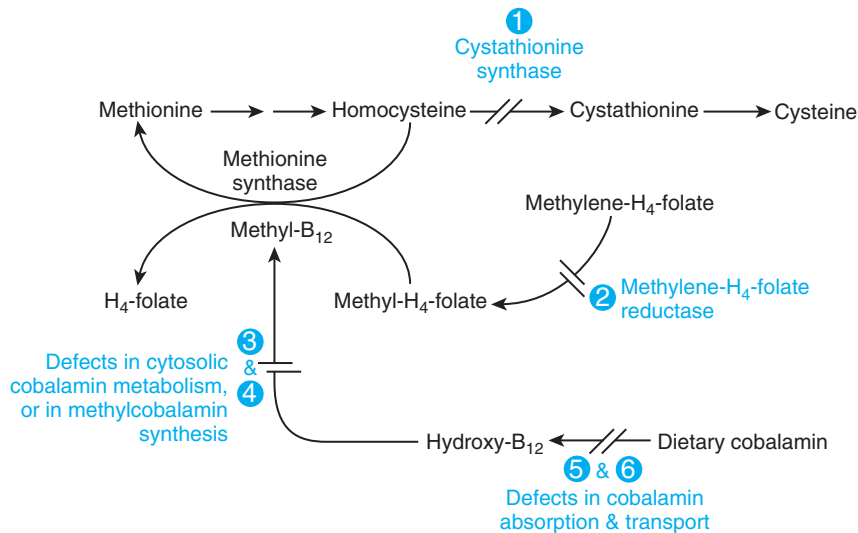 1
Cystathionine
synthase
Methionine
Homocysteine
Cystathionine
Cysteine
Methionine
synthase
Methylene-H₄-folate
Methyl-B₁₂
H₄-folate
Methyl-H₄-folate
2 Methylene-H₄-folate
reductase
3
&
4
Defects in cytosolic
cobalamin metabolism,
or in methylcobalamin
synthesis
Hydroxy-B₁₂
Dietary cobalamin
5 & 6
Defects in cobalamin
absorption & transport